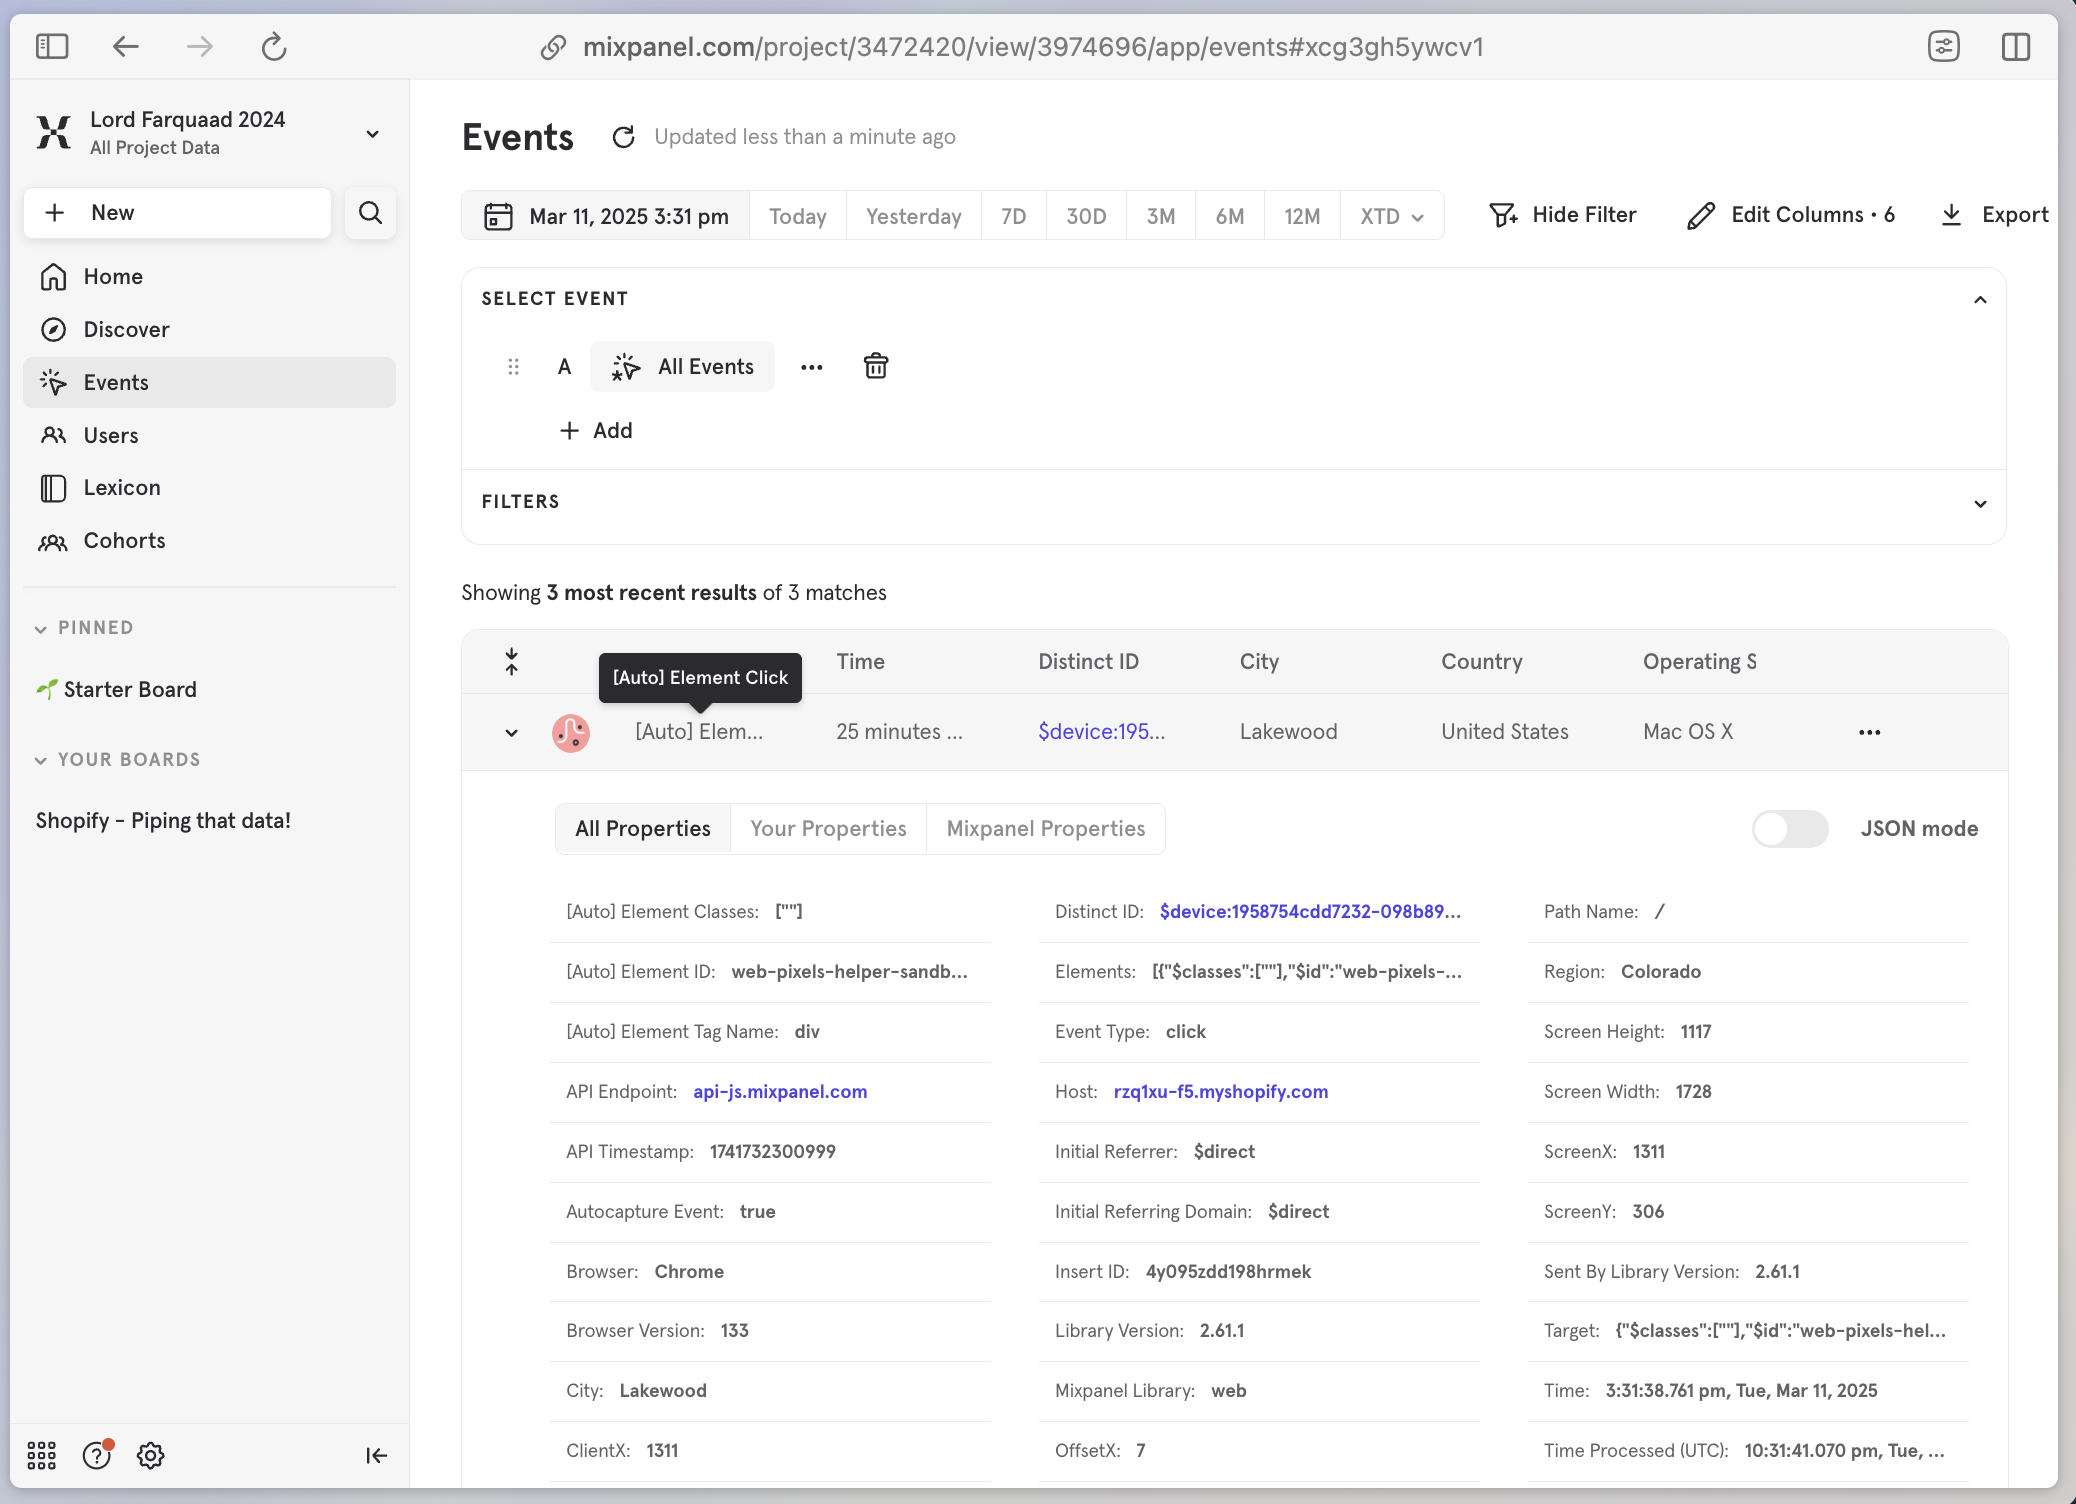 mixpanel.com/project/3472420/view/3974696/app/events#xcg3gh5ywcv1
Lord Farquaad 2024
All Project Data
New
Home
Discover
Events
Users
Lexicon
Cohorts
PINNED
🌱 Starter Board
YOUR BOARDS
Shopify - Piping that data!
Events
Updated less than a minute ago
Mar 11, 2025 3:31 pm Today Yesterday 7D 30D 3M 6M 12M XTD
Hide Filter Edit Columns • 6 Export
SELECT EVENT
A All Events
Add
FILTERS
Showing 3 most recent results of 3 matches
[Auto] Element Click
Time Distinct ID City Country Operating S
[Auto] Elem... 25 minutes ... $device:195... Lakewood United States Mac OS X
All Properties Your Properties Mixpanel Properties JSON mode
[Auto] Element Classes: [""]
[Auto] Element ID: web-pixels-helper-sandb...
[Auto] Element Tag Name: div
API Endpoint: api-js.mixpanel.com
API Timestamp: 1741732300999
Autocapture Event: true
Browser: Chrome
Browser Version: 133
City: Lakewood
ClientX: 1311
Distinct ID: $device:1958754cdd7232-098b89...
Elements: [{"$classes":[""],"$id":"web-pixels-...
Event Type: click
Host: rzq1xu-f5.myshopify.com
Initial Referrer: $direct
Initial Referring Domain: $direct
Insert ID: 4y095zdd198hrmek
Library Version: 2.61.1
Mixpanel Library: web
OffsetX: 7
Path Name: /
Region: Colorado
Screen Height: 1117
Screen Width: 1728
ScreenX: 1311
ScreenY: 306
Sent By Library Version: 2.61.1
Target: {"$classes":[""],"$id":"web-pixels-hel...
Time: 3:31:38.761 pm, Tue, Mar 11, 2025
Time Processed (UTC): 10:31:41.070 pm, Tue, ...